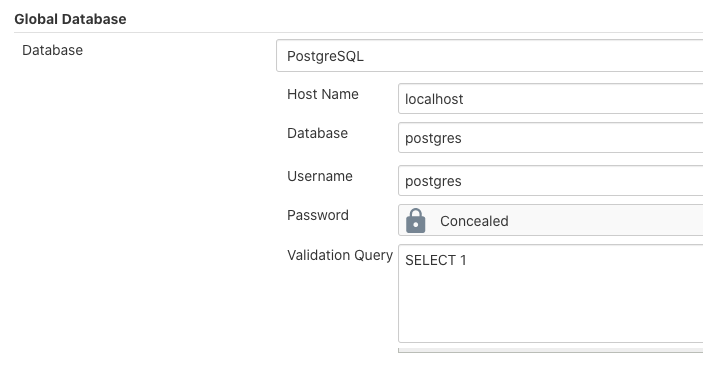 Global Database
Database PostgreSQL
Host Name localhost
Database postgres
Username postgres
Password Concealed
Validation Query SELECT 1